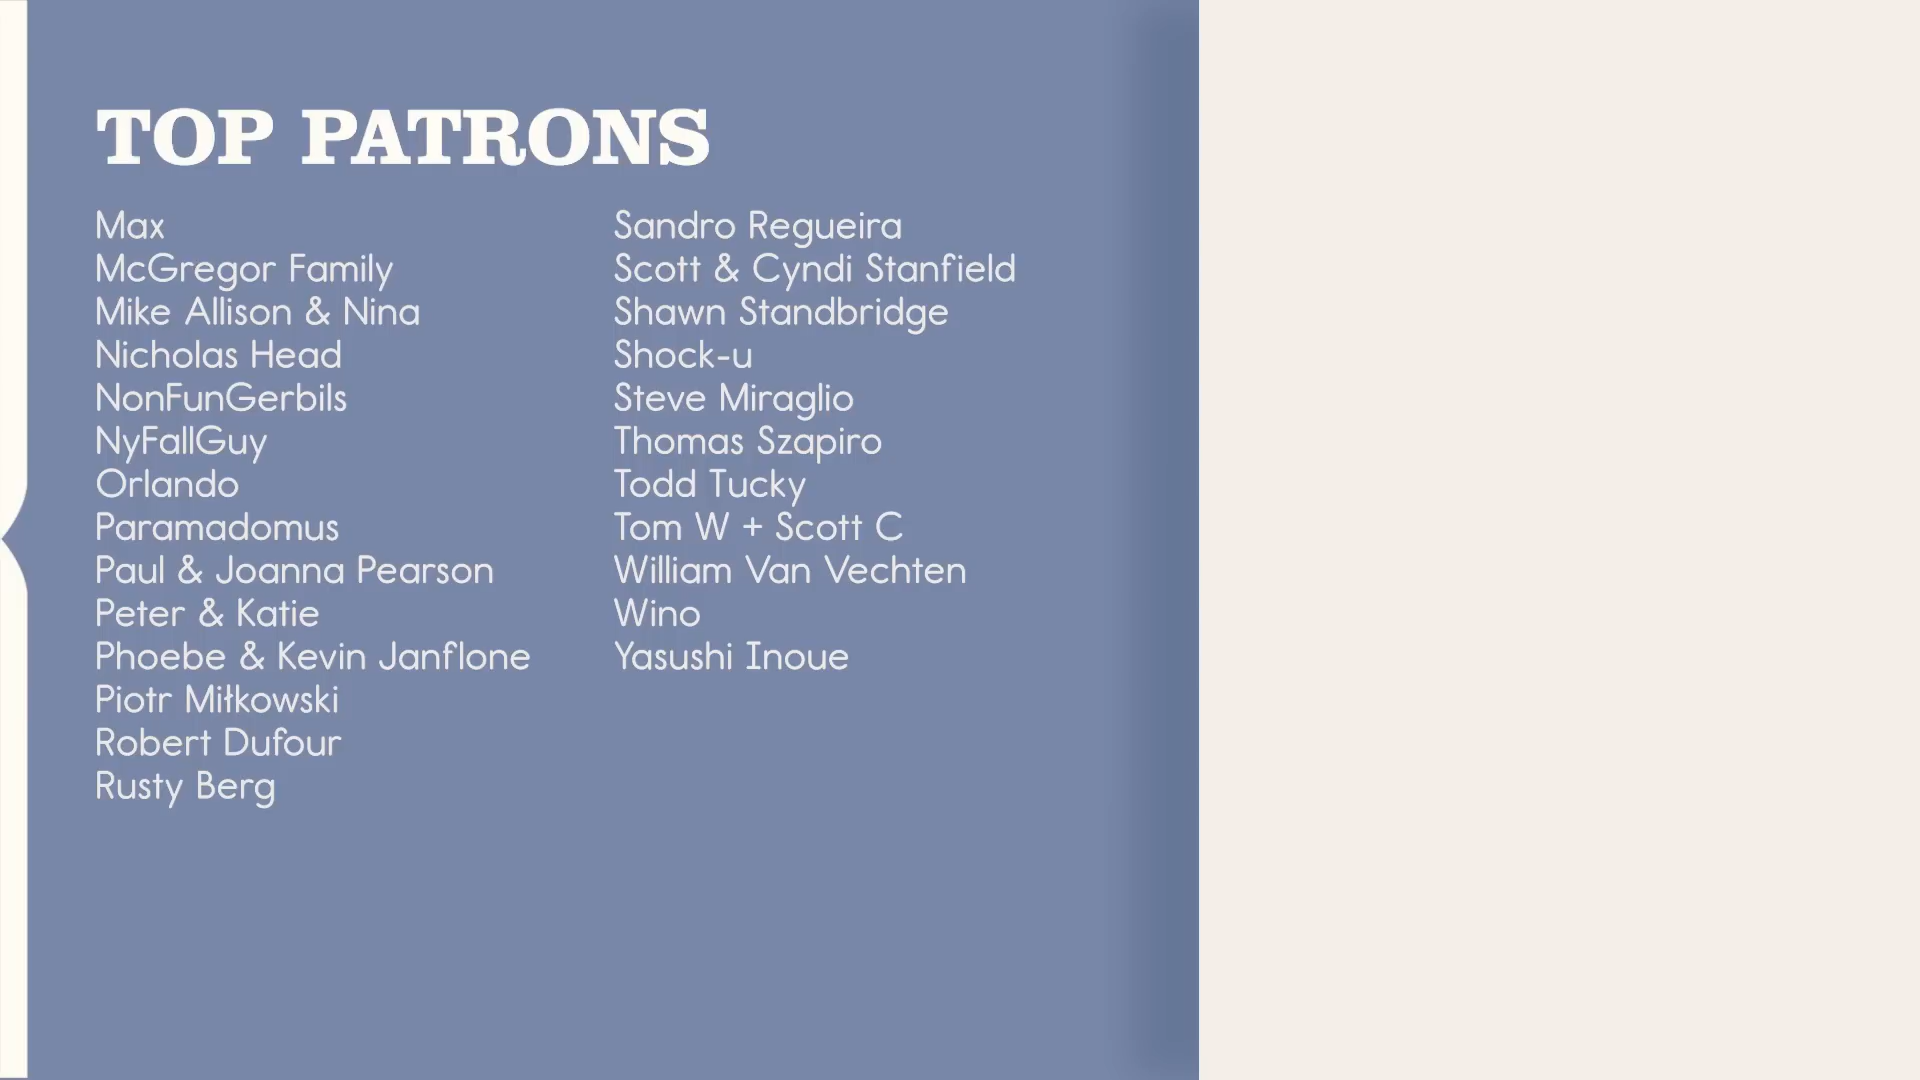 TOP PATRONS
Max
McGregor Family
Mike Allison & Nina
Nicholas Head
NonFunGerbils
NyFallGuy
Orlando
Paramadomus
Paul & Joanna Pearson
Peter & Katie
Phoebe & Kevin Janflone
Piotr Miłkowski
Robert Dufour
Rusty Berg
Sandro Regueira
Scott & Cyndi Stanfield
Shawn Standbridge
Shock-u
Steve Miraglio
Thomas Szapiro
Todd Tucky
Tom W + Scott C
William Van Vechten
Wino
Yasushi Inoue